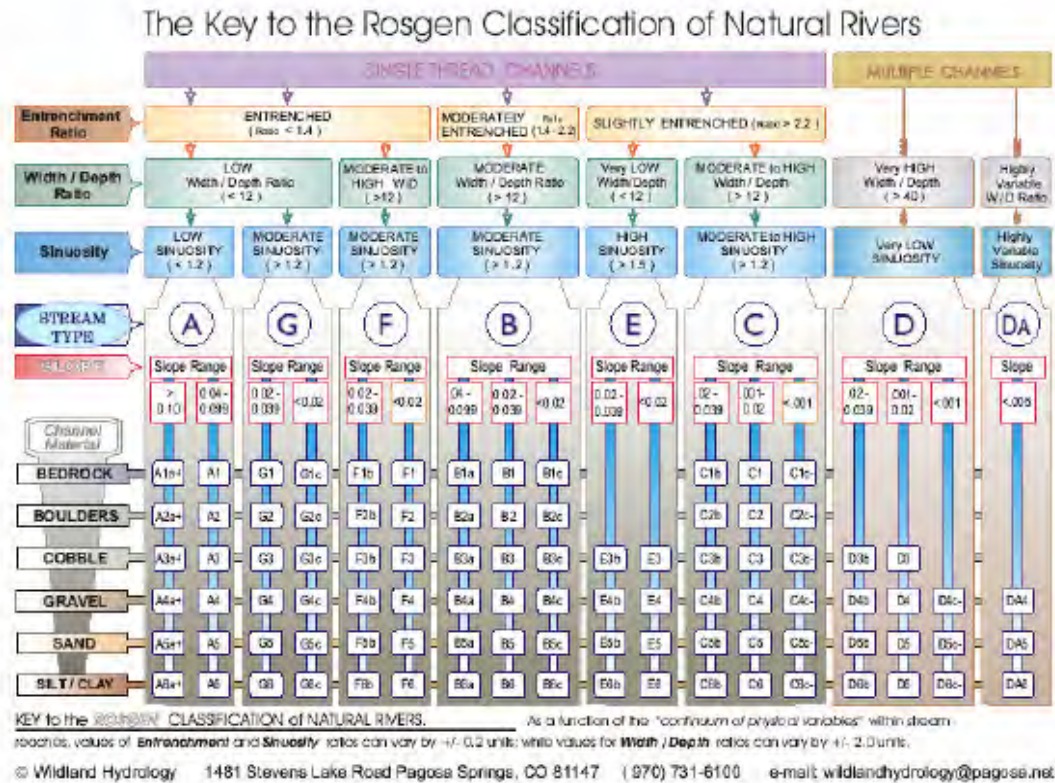 The Key to the Rosgen Classification of Natural Rivers
SINGLE THREAD CHANNELS MULTIPLE CHANNELS
Entrenchment Ratio
ENTRENCHED (Ratio < 1.4)
MODERATELY ENTRENCHED Ratio (1.4 - 2.2)
SLIGHTLY ENTRENCHED (Ratio > 2.2)
Width / Depth Ratio
LOW Width / Depth Ratio (< 12)
MODERATE to HIGH W/D (>12)
MODERATE Width / Depth Ratio (> 12)
Very LOW Width/Depth (<12)
MODERATE to HIGH Width / Depth (> 12)
Very HIGH Width / Depth (> 40)
Highly Variable W/D Ratio
Sinuosity
LOW SINUOSITY (< 1.2)
MODERATE SINUOSITY (> 1.2)
MODERATE SINUOSITY (> 1.2)
MODERATE SINUOSITY (> 1.2)
HIGH SINUOSITY (> 1.5)
MODERATE to HIGH SINUOSITY (> 1.2)
Very LOW SINUOSITY
Highly Variable Sinuosity
STREAM TYPE A G F B E C D DA
SLOPE Slope Range Slope Range Slope Range Slope Range Slope Range Slope Range Slope Range Slope
> 0.10 0.04-0.099 0.02-0.039 <0.02 0.02-0.039 <0.02 .04-0.099 0.02-0.039 <0.02 0.02-0.039 <0.02 .02-0.039 .001-0.02 <.001 .02-0.039 .001-0.02 <.001 <.005
Channel Material
BEDROCK A1a+ A1 G1 G1c F1b F1 B1a B1 B1c C1b C1 C1c-
BOULDERS A2a+ A2 G2 G2c F2b F2 B2a B2 B2c C2b C2 C2c-
COBBLE A3a+ A3 G3 G3c F3b F3 B3a B3 B3c E3b E3 C3b C3 C3c- D3b D3
GRAVEL A4a+ A4 G4 G4c F4b F4 B4a B4 B4c E4b E4 C4b C4 C4c- D4b D4 D4c- DA4
SAND A5a+ A5 G5 G5c F5b F5 B5a B5 B5c E5b E5 C5b C5 C5c- D5b D5 D5c- DA5
SILT / CLAY A6a+ A6 G6 G6c F6b F6 B6a B6 B6c E6b E6 C6b C6 C6c- D6b D6 D6c- DA6
KEY to the ROSGEN CLASSIFICATION of NATURAL RIVERS. As a function of the "continuum of physical variables" within stream
reaches, values of Entrenchment and Sinuosity ratios can vary by +/- 0.2 units; while values for Width / Depth ratios can vary by +/- 2.0 units.
© Wildland Hydrology 1481 Stevens Lake Road Pagosa Springs, CO 81147 (970) 731-6100 e-mail: wildlandhydrology@pagosa.net